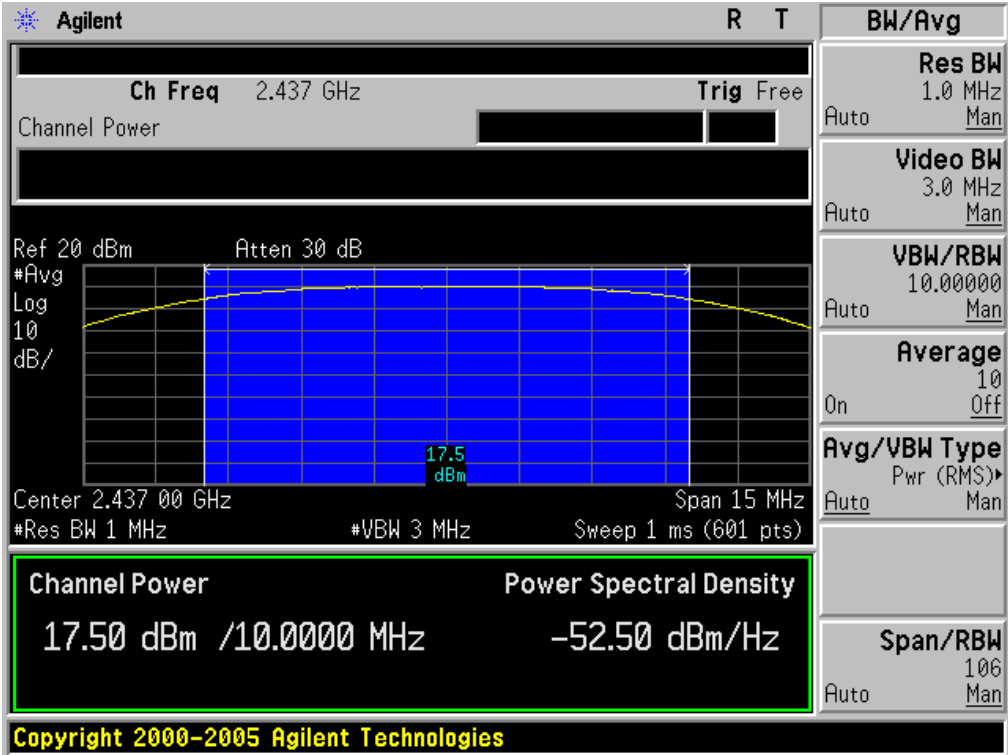 Agilent R T BW/Avg
Ch Freq 2.437 GHz Trig Free
Channel Power
Res BW
1.0 MHz
Auto Man
Video BW
3.0 MHz
Auto Man
VBW/RBW
10.00000
Auto Man
Average
10
On Off
Avg/VBW Type
Pwr (RMS)▸
Auto Man
Span/RBW
106
Auto Man
Ref 20 dBm Atten 30 dB
#Avg
Log
10
dB/
17.5
dBm
Center 2.437 00 GHz Span 15 MHz
#Res BW 1 MHz #VBW 3 MHz Sweep 1 ms (601 pts)
Channel Power Power Spectral Density
17.50 dBm /10.0000 MHz -52.50 dBm/Hz
Copyright 2000-2005 Agilent Technologies